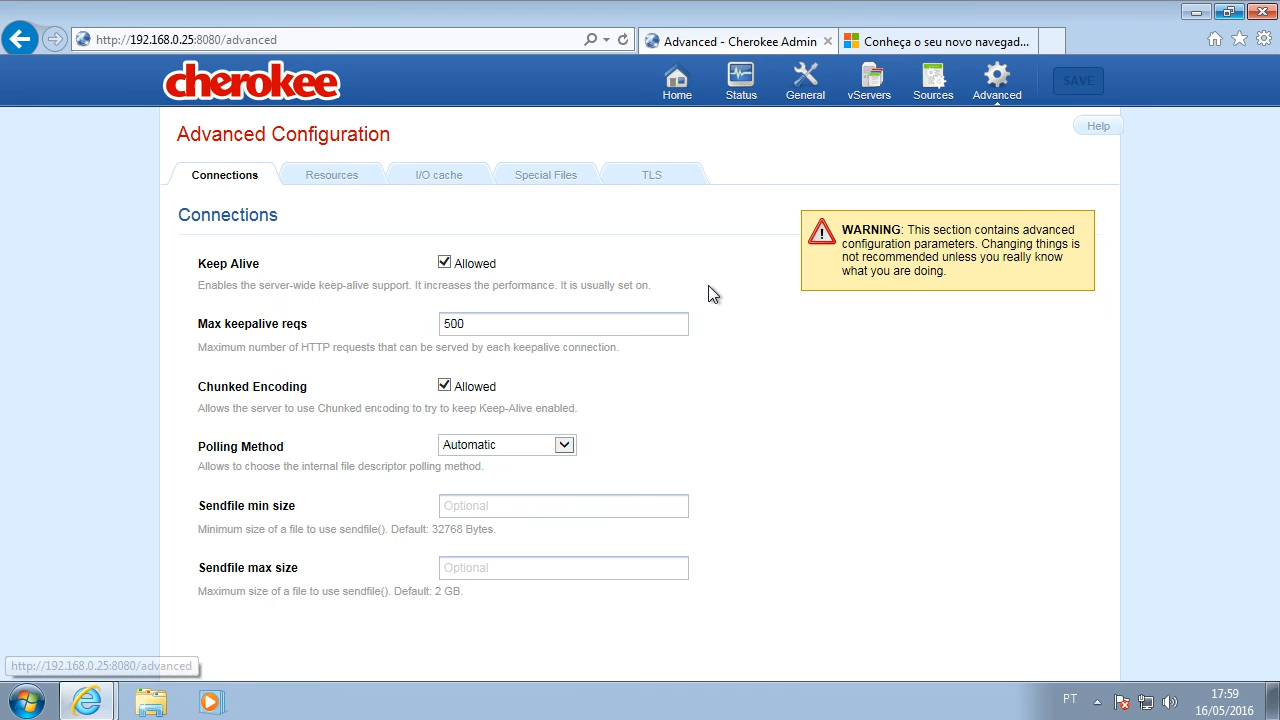 http://192.168.0.25:8080/advanced
Advanced - Cherokee Admin
Conheça o seu novo navegad...
cherokee
Home
Status
General
vServers
Sources
Advanced
SAVE
Advanced Configuration
Help
Connections
Resources
I/O cache
Special Files
TLS
Connections
WARNING: This section contains advanced
configuration parameters. Changing things is
not recommended unless you really know
what you are doing.
Keep Alive
Allowed
Enables the server-wide keep-alive support. It increases the performance. It is usually set on.
Max keepalive reqs
500
Maximum number of HTTP requests that can be served by each keepalive connection.
Chunked Encoding
Allowed
Allows the server to use Chunked encoding to try to keep Keep-Alive enabled.
Polling Method
Automatic
Allows to choose the internal file descriptor polling method.
Sendfile min size
Optional
Minimum size of a file to use sendfile(). Default: 32768 Bytes.
Sendfile max size
Optional
Maximum size of a file to use sendfile(). Default: 2 GB.
http://192.168.0.25:8080/advanced
PT
17:59
16/05/2016